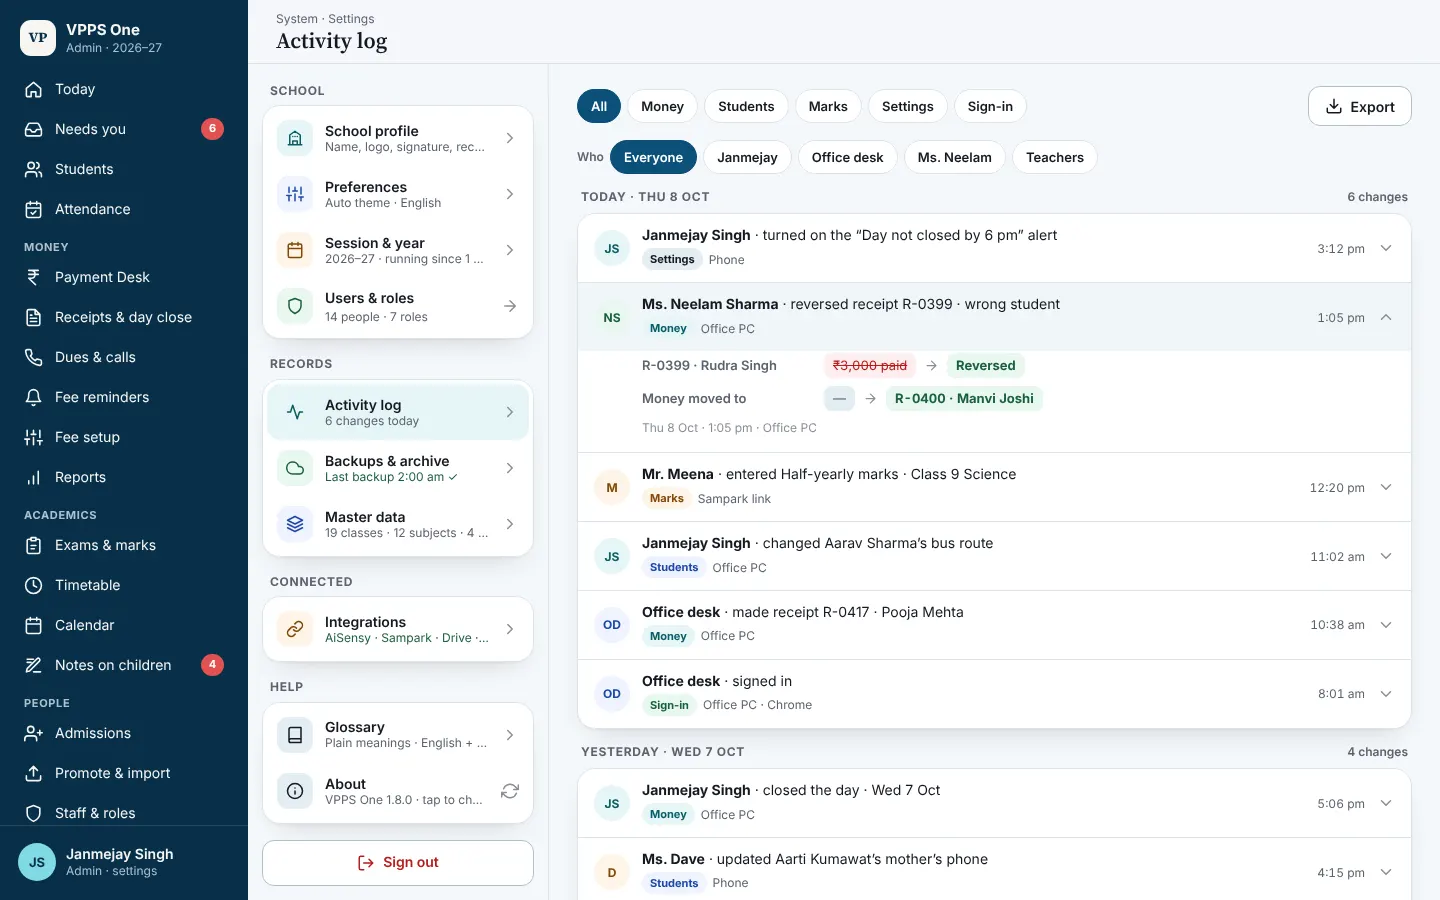 VP
VPPS One
Admin · 2026–27
Today
Needs you
6
Students
Attendance
MONEY
Payment Desk
Receipts & day close
Dues & calls
Fee reminders
Fee setup
Reports
ACADEMICS
Exams & marks
Timetable
Calendar
Notes on children
4
PEOPLE
Admissions
Promote & import
Staff & roles
JS
Janmejay Singh
Admin · settings
System · Settings
Activity log
SCHOOL
School profile
Name, logo, signature, rec...
Preferences
Auto theme · English
Session & year
2026–27 · running since 1 ...
Users & roles
14 people · 7 roles
RECORDS
Activity log
6 changes today
Backups & archive
Last backup 2:00 am ✓
Master data
19 classes · 12 subjects · 4 ...
CONNECTED
Integrations
AiSensy · Sampark · Drive ·...
HELP
Glossary
Plain meanings · English + ...
About
VPPS One 1.8.0 · tap to ch...
Sign out
All
Money
Students
Marks
Settings
Sign-in
Export
Who
Everyone
Janmejay
Office desk
Ms. Neelam
Teachers
TODAY · THU 8 OCT
6 changes
JS
Janmejay Singh · turned on the “Day not closed by 6 pm” alert
Settings
Phone
3:12 pm
NS
Ms. Neelam Sharma · reversed receipt R-0399 · wrong student
Money
Office PC
1:05 pm
R-0399 · Rudra Singh
₹3,000 paid
→
Reversed
Money moved to
—
→
R-0400 · Manvi Joshi
Thu 8 Oct · 1:05 pm · Office PC
M
Mr. Meena · entered Half-yearly marks · Class 9 Science
Marks
Sampark link
12:20 pm
JS
Janmejay Singh · changed Aarav Sharma’s bus route
Students
Office PC
11:02 am
OD
Office desk · made receipt R-0417 · Pooja Mehta
Money
Office PC
10:38 am
OD
Office desk · signed in
Sign-in
Office PC · Chrome
8:01 am
YESTERDAY · WED 7 OCT
4 changes
JS
Janmejay Singh · closed the day · Wed 7 Oct
Money
Office PC
5:06 pm
D
Ms. Dave · updated Aarti Kumawat’s mother’s phone
Students
Phone
4:15 pm